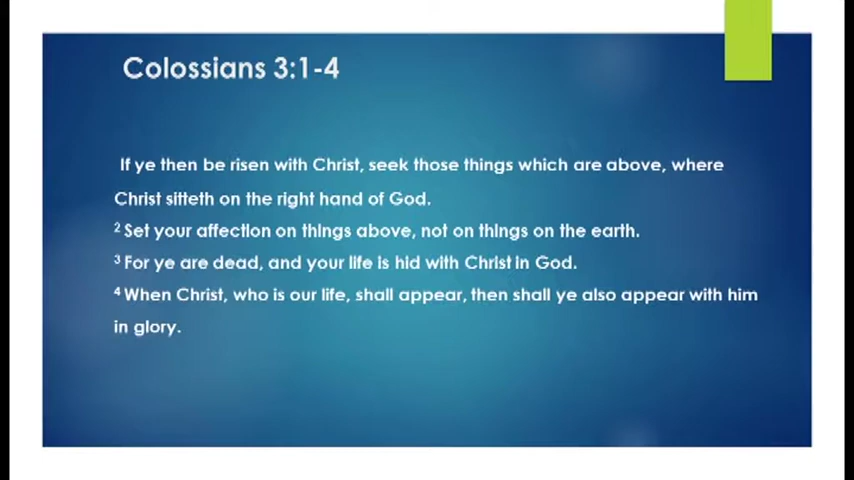 Colossians 3:1-4
If ye then be risen with Christ, seek those things which are above, where
Christ sitteth on the right hand of God.
2 Set your affection on things above, not on things on the earth.
3 For ye are dead, and your life is hid with Christ in God.
4 When Christ, who is our life, shall appear, then shall ye also appear with him
in glory.